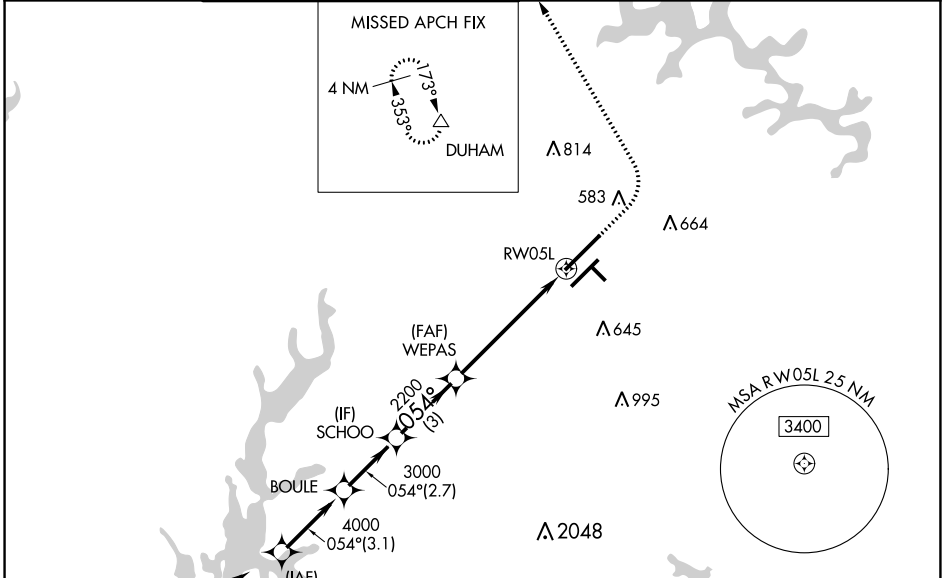 MISSED APCH FIX
4 NM
173°
353°
DUHAM
814
583
664
RW05L
645
(FAF)
WEPAS
995
MSA RW05L 25 NM
3400
2200
054°
(3)
(IF)
SCHOO
BOULE
3000
054°(2.7)
4000
054°(3.1)
2048
(IAF)